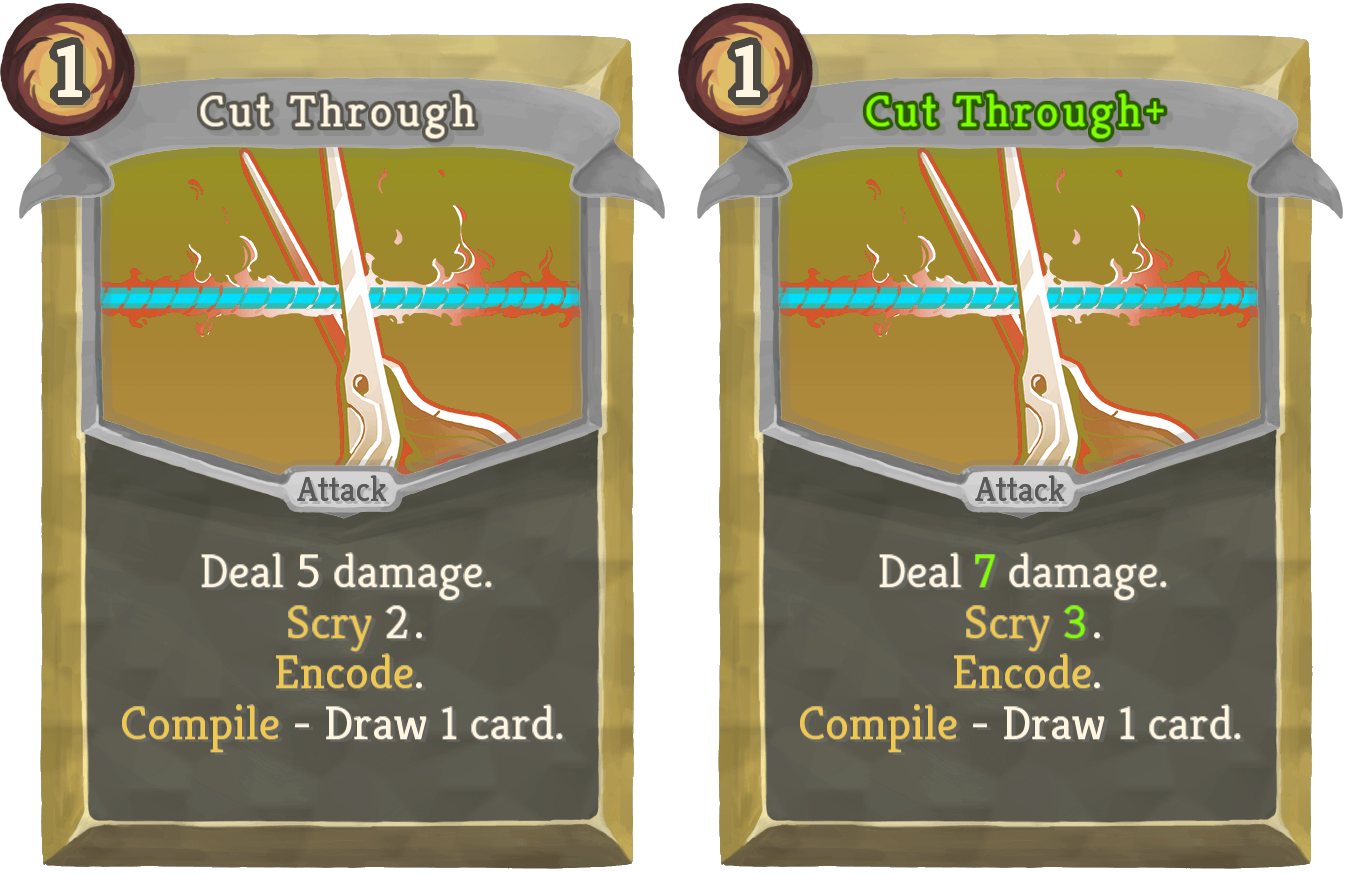 1
Cut Through
Attack
Deal 5 damage.
Scry 2.
Encode.
Compile - Draw 1 card.
1
Cut Through+
Attack
Deal 7 damage.
Scry 3.
Encode.
Compile - Draw 1 card.